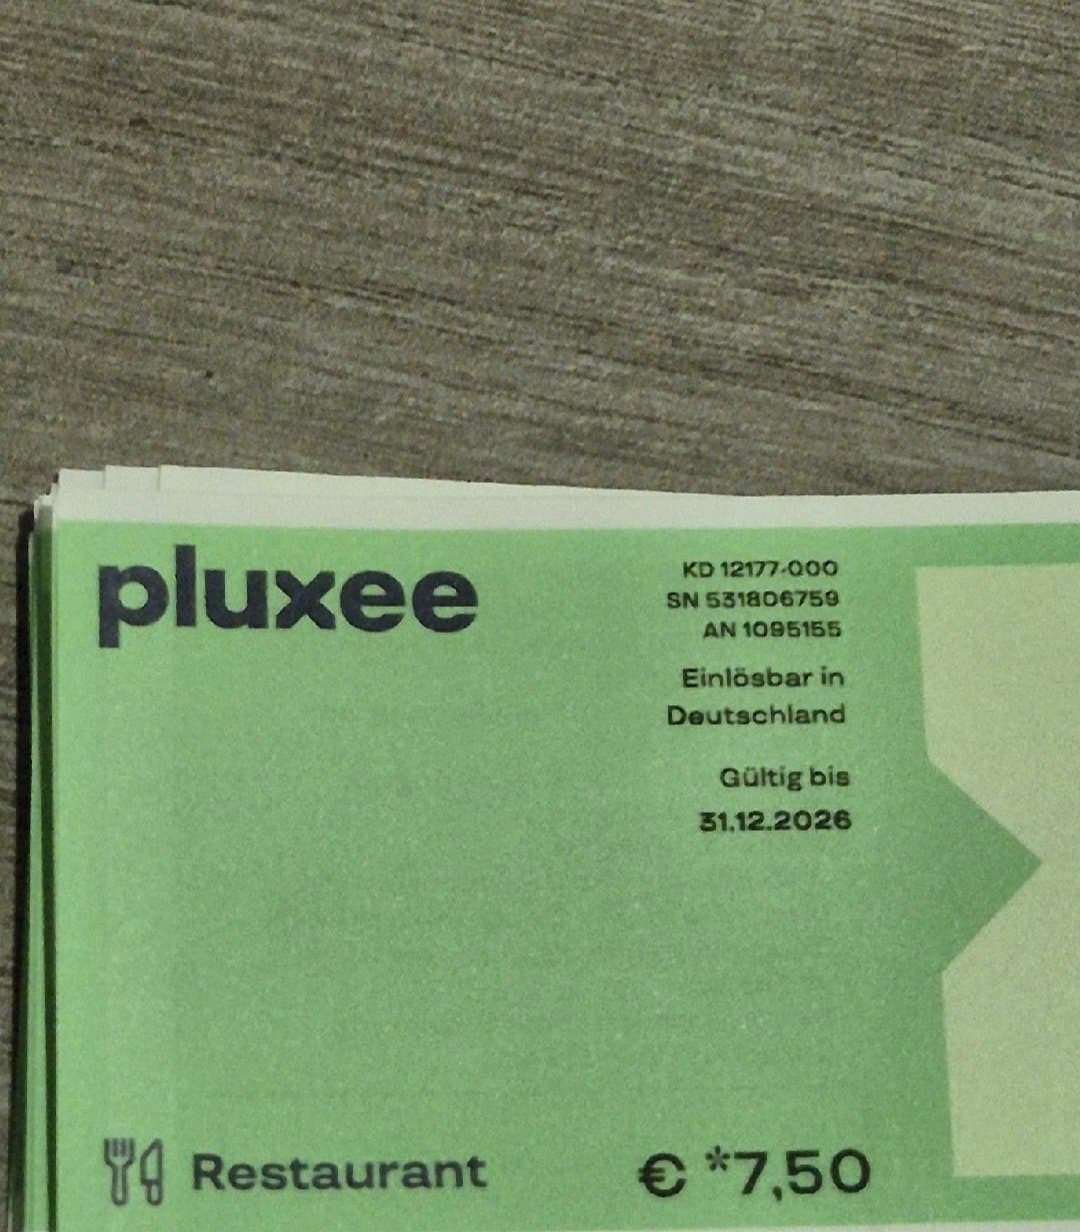 pluxee
KD 12177-000
SN 531806759
AN 1095155
Einlösbar in
Deutschland
Gültig bis
31.12.2026
Restaurant
€ *7,50